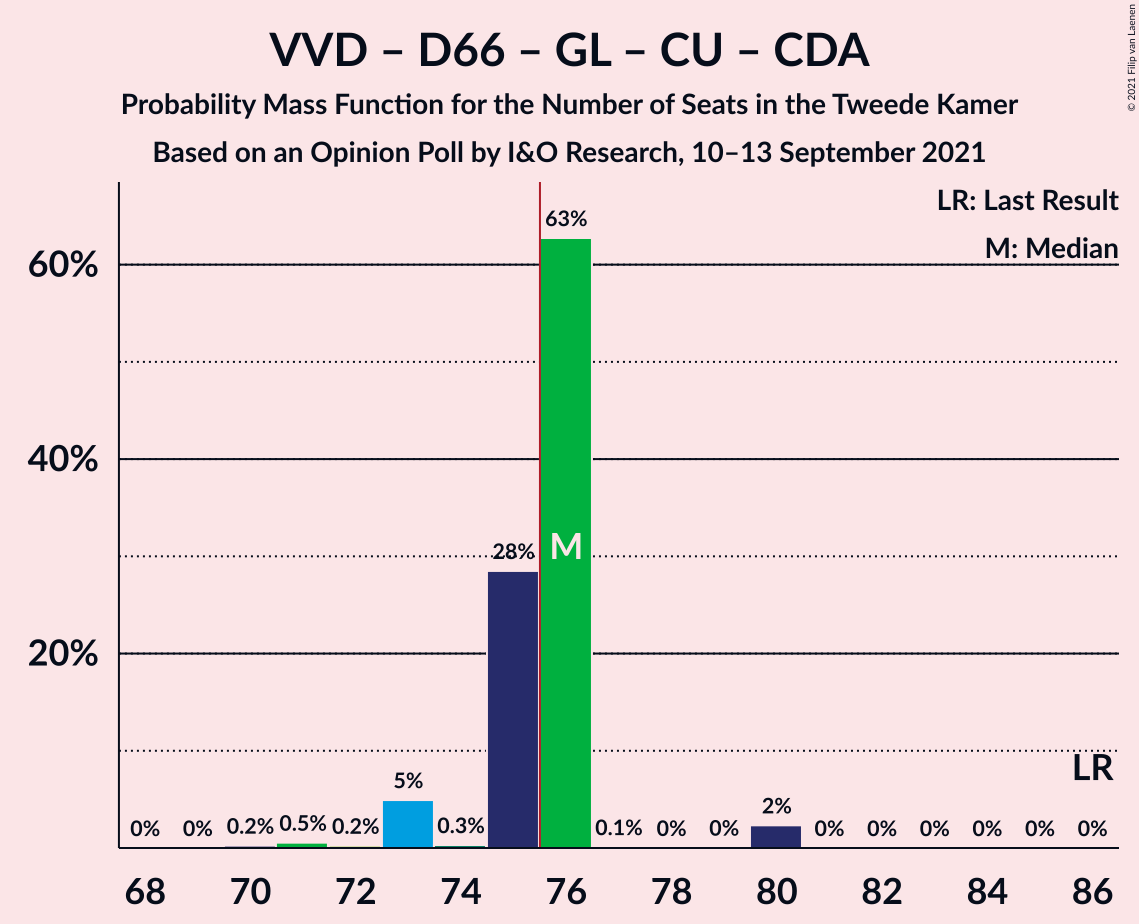 VVD – D66 – GL – CU – CDA
Probability Mass Function for the Number of Seats in the Tweede Kamer
Based on an Opinion Poll by I&O Research, 10–13 September 2021
© 2021 Filip van Laenen
LR: Last Result
M: Median
60%
40%
20%
0% 0% 0.2% 0.5% 0.2% 5% 0.3% 28% 63% 0.1% 0% 0% 2% 0% 0% 0% 0% 0% 0%
M
LR
68 70 72 74 76 78 80 82 84 86